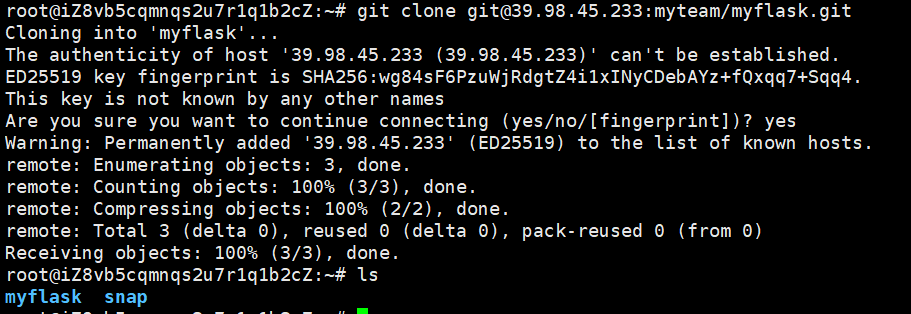 root@iZ8vb5cqmnqs2u7r1q1b2cZ:~# git clone git@39.98.45.233:myteam/myflask.git
Cloning into 'myflask'...
The authenticity of host '39.98.45.233 (39.98.45.233)' can't be established.
ED25519 key fingerprint is SHA256:wg84sF6PzuWjRdgtZ4i1xINyCDebAYz+fQxqq7+Sqq4.
This key is not known by any other names
Are you sure you want to continue connecting (yes/no/[fingerprint])? yes
Warning: Permanently added '39.98.45.233' (ED25519) to the list of known hosts.
remote: Enumerating objects: 3, done.
remote: Counting objects: 100% (3/3), done.
remote: Compressing objects: 100% (2/2), done.
remote: Total 3 (delta 0), reused 0 (delta 0), pack-reused 0 (from 0)
Receiving objects: 100% (3/3), done.
root@iZ8vb5cqmnqs2u7r1q1b2cZ:~# ls
myflask  snap